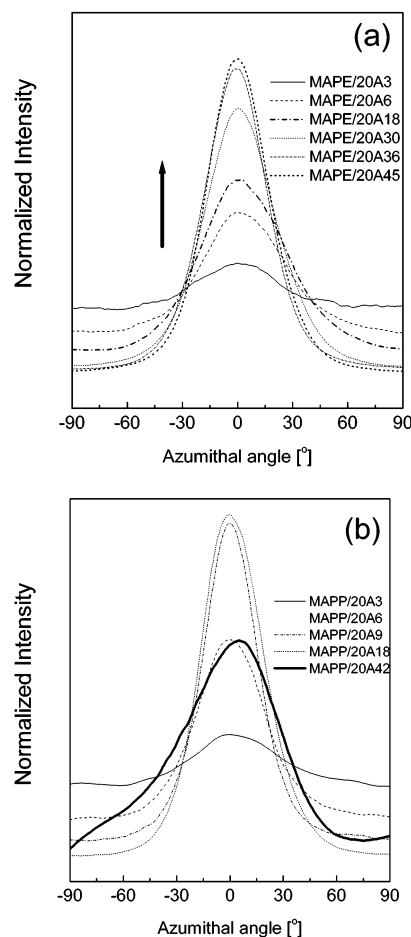 (a)
MAPE/20A3
MAPE/20A6
MAPE/20A18
MAPE/20A30
MAPE/20A36
MAPE/20A45
Normalized Intensity
-90 -60 -30 0 30 60 90
Azumithal angle [°]
(b)
MAPP/20A3
MAPP/20A6
MAPP/20A9
MAPP/20A18
MAPP/20A42
Normalized Intensity
-90 -60 -30 0 30 60 90
Azumithal angle [°]